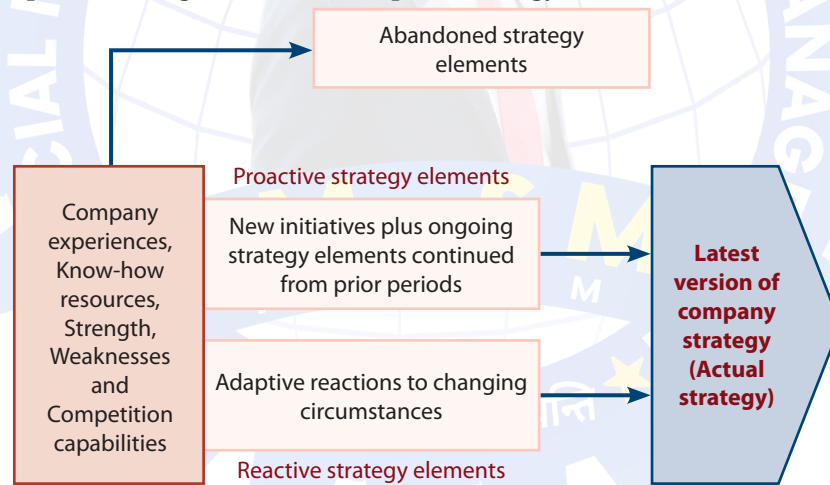 Abandoned strategy
elements
Proactive strategy elements
Company
experiences,
Know-how
resources,
Strength,
Weaknesses
and
Competition
capabilities
New initiatives plus ongoing
strategy elements continued
from prior periods
Adaptive reactions to changing
circumstances
Reactive strategy elements
Latest
version of
company
strategy
(Actual
strategy)